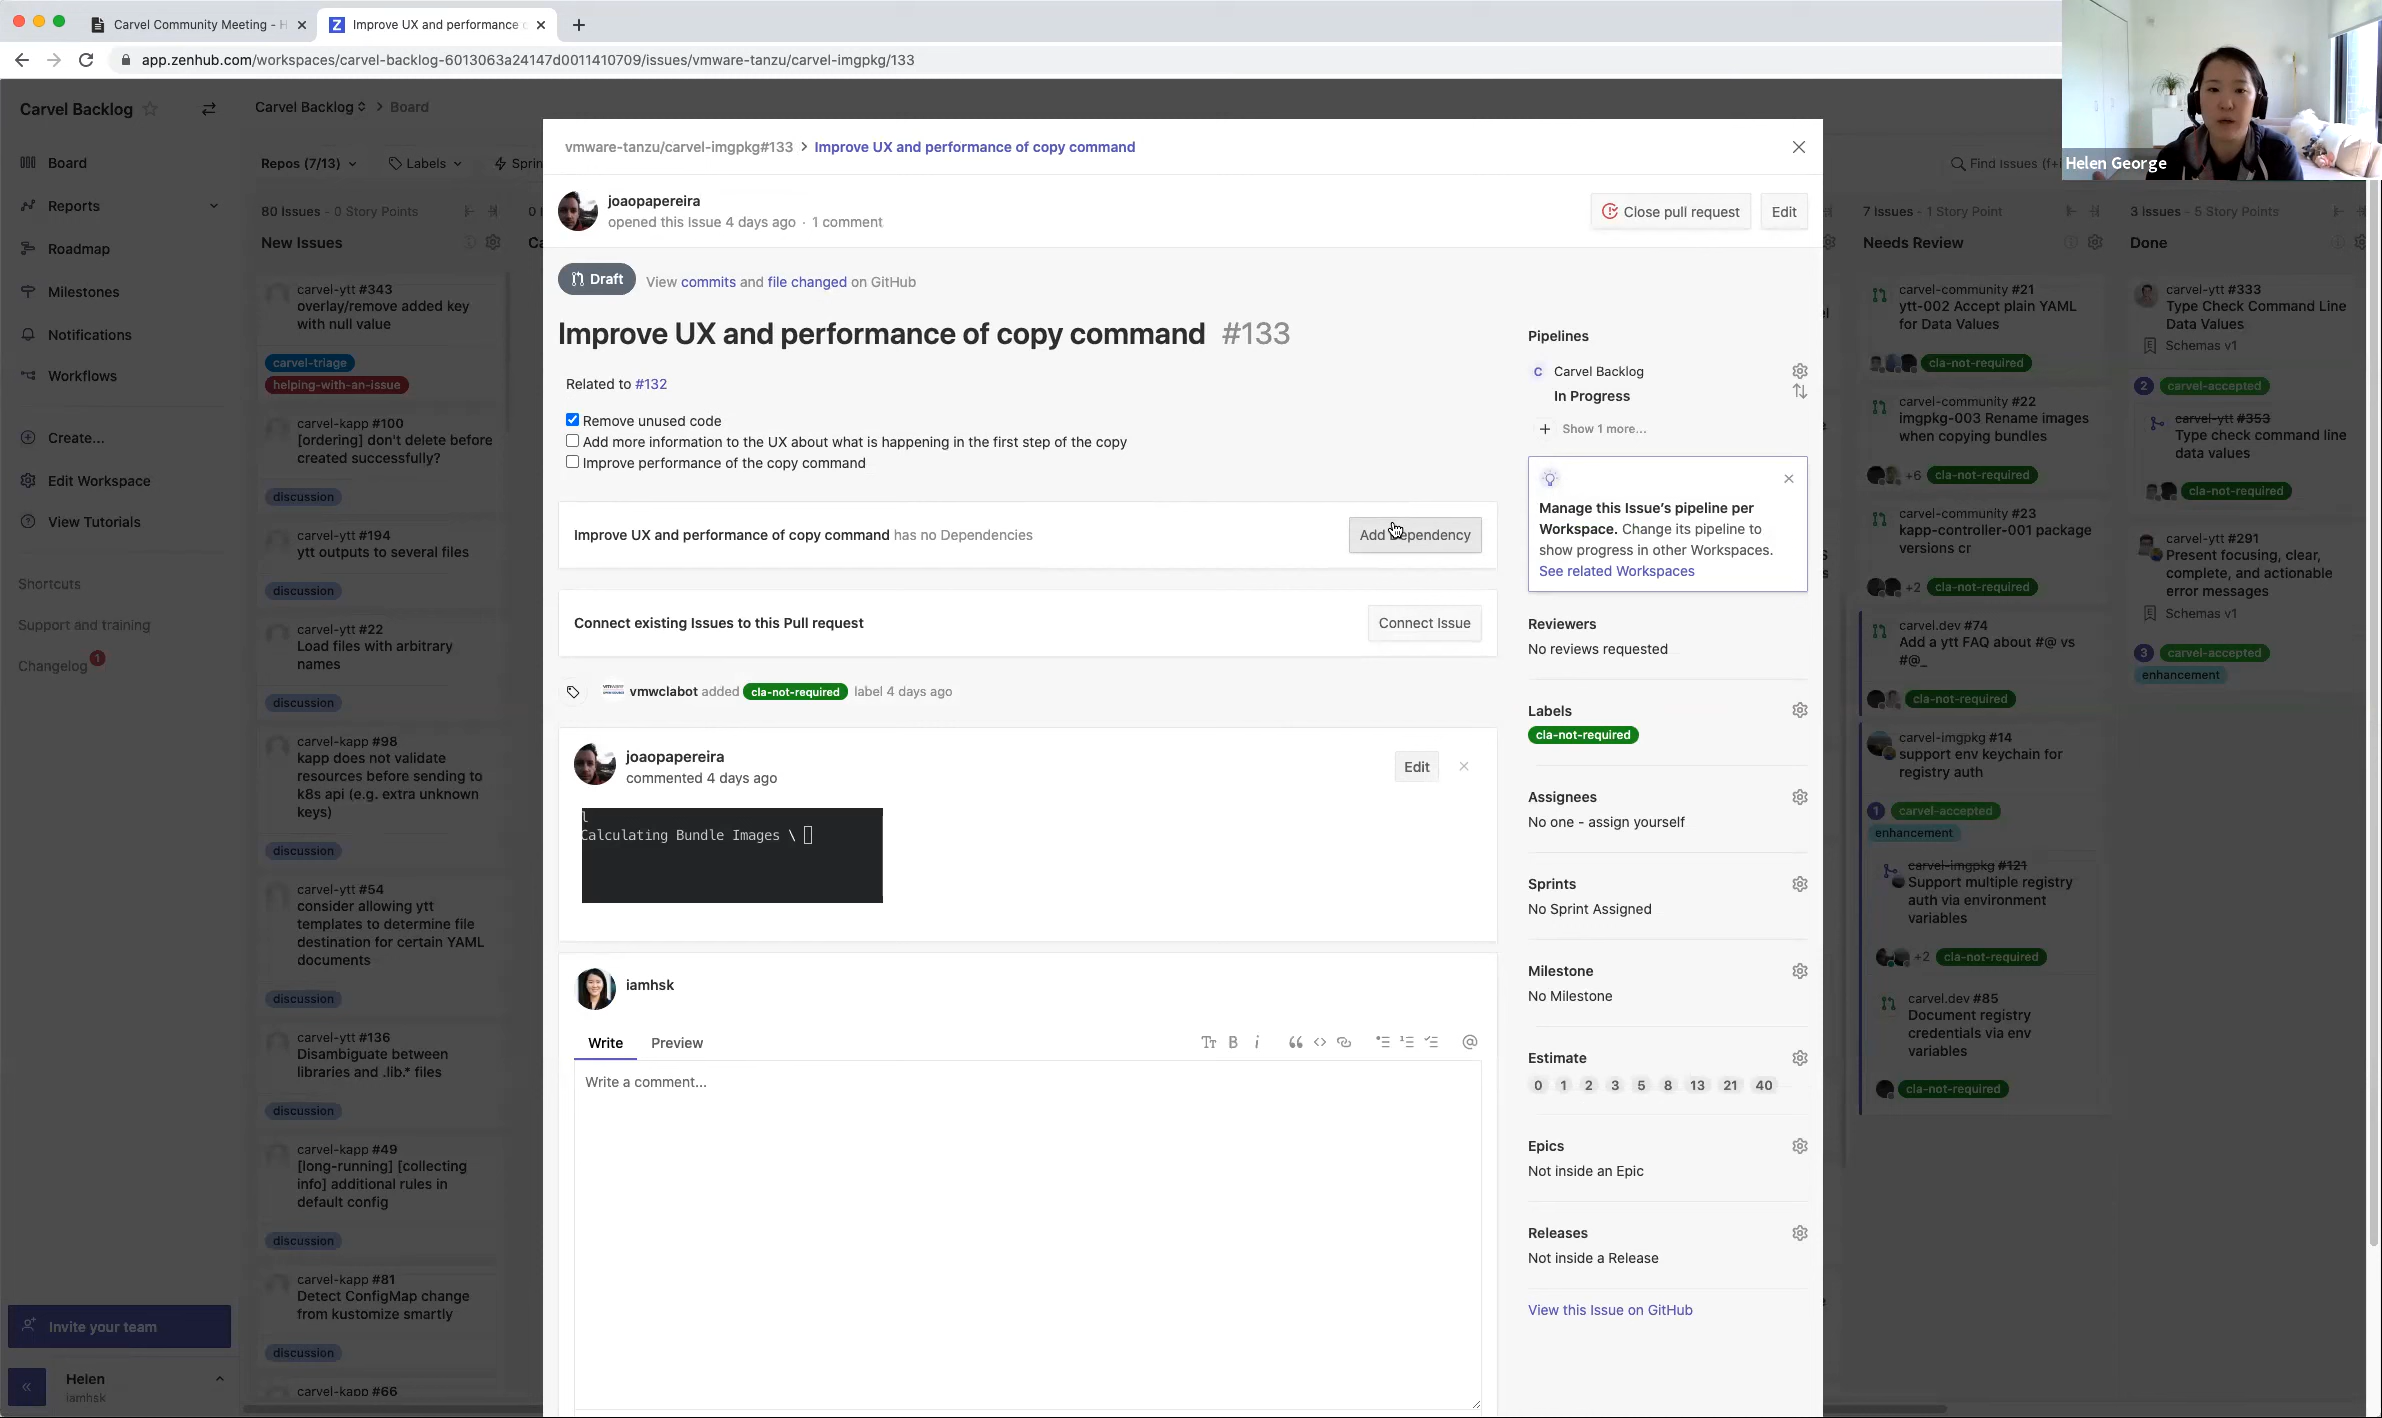 Carvel Community Meeting - H
Improve UX and performance c
app.zenhub.com/workspaces/carvel-backlog-6013063a24147d0011410709/issues/vmware-tanzu/carvel-imgpkg/133
Helen George
Carvel Backlog
Board
Reports
Roadmap
Milestones
Notifications
Workflows
Create...
Edit Workspace
View Tutorials
Shortcuts
Support and training
Changelog 1
Invite your team
Helen
iamhsk
Carvel Backlog > Board
Repos (7/13) Labels Sprin
Find Issues (f+i
80 Issues - 0 Story Points
New Issues
carvel-ytt #343
overlay/remove added key
with null value
carvel-triage
helping-with-an-issue
carvel-kapp #100
[ordering] don't delete before
created successfully?
discussion
carvel-ytt #194
ytt outputs to several files
discussion
carvel-ytt #22
Load files with arbitrary
names
discussion
carvel-kapp #98
kapp does not validate
resources before sending to
k8s api (e.g. extra unknown
keys)
discussion
carvel-ytt #54
consider allowing ytt
templates to determine file
destination for certain YAML
documents
discussion
carvel-ytt #136
Disambiguate between
libraries and .lib.* files
discussion
carvel-kapp #49
[long-running] [collecting
info] additional rules in
default config
discussion
carvel-kapp #81
Detect ConfigMap change
from kustomize smartly
discussion
carvel-kapp #66
vmware-tanzu/carvel-imgpkg#133 > Improve UX and performance of copy command
joaopapereira
opened this Issue 4 days ago · 1 comment
Close pull request Edit
Draft View commits and file changed on GitHub
Improve UX and performance of copy command #133
Related to #132
Remove unused code
Add more information to the UX about what is happening in the first step of the copy
Improve performance of the copy command
Improve UX and performance of copy command has no Dependencies
Add Dependency
Connect existing Issues to this Pull request
Connect Issue
vmwclabot added cla-not-required label 4 days ago
joaopapereira
commented 4 days ago
Edit
l
Calculating Bundle Images \
iamhsk
Write Preview
Write a comment...
Pipelines
C Carvel Backlog
In Progress
+ Show 1 more...
Manage this Issue's pipeline per
Workspace. Change its pipeline to
show progress in other Workspaces.
See related Workspaces
Reviewers
No reviews requested
Labels
cla-not-required
Assignees
No one - assign yourself
Sprints
No Sprint Assigned
Milestone
No Milestone
Estimate
0 1 2 3 5 8 13 21 40
Epics
Not inside an Epic
Releases
Not inside a Release
View this Issue on GitHub
7 Issues - 1 Story Point
Needs Review
carvel-community #21
ytt-002 Accept plain YAML
for Data Values
cla-not-required
carvel-community #22
imgpkg-003 Rename images
when copying bundles
+6 cla-not-required
carvel-community #23
kapp-controller-001 package
versions cr
+2 cla-not-required
carvel.dev #74
Add a ytt FAQ about #@ vs
#@_
cla-not-required
carvel-imgpkg #14
support env keychain for
registry auth
1 carvel-accepted
enhancement
carvel-imgpkg #121
Support multiple registry
auth via environment
variables
+2 cla-not-required
carvel.dev #85
Document registry
credentials via env
variables
cla-not-required
3 Issues - 5 Story Points
Done
carvel-ytt #333
Type Check Command Line
Data Values
Schemas v1
2 carvel-accepted
carvel-ytt #353
Type check command line
data values
cla-not-required
carvel-ytt #291
Present focusing, clear,
complete, and actionable
error messages
Schemas v1
3 carvel-accepted
enhancement